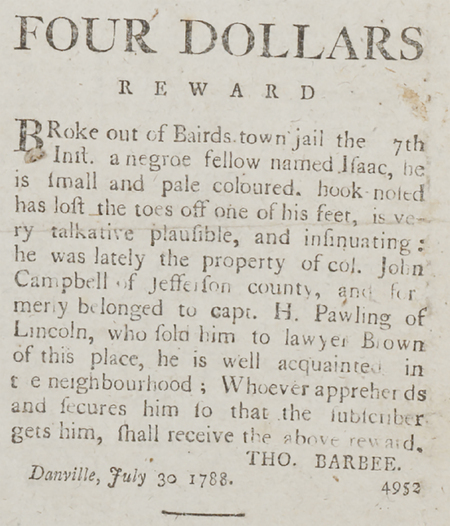 FOUR DOLLARS
REWARD
BRoke out of Bairds-town jail the 7th
Inſt. a negroe fellow named Iſaac, he
is ſmall and pale coloured. hook-noſed
has loſt the toes off one of his feet, is ve-
ry talkative plauſible, and inſinuating :
he was lately the property of col. John
Campbell of Jefferſon county, and for
merly belonged to capt. H. Pawling of
Lincoln, who ſold him to lawyer Brown
of this place, he is well acquainted in
t e neighbourhood ; Whoever apprehends
and ſecures him ſo that the ſubſcriber
gets him, ſhall receive the above reward.
THO. BARBEE.
Danville, July 30 1788.
4952